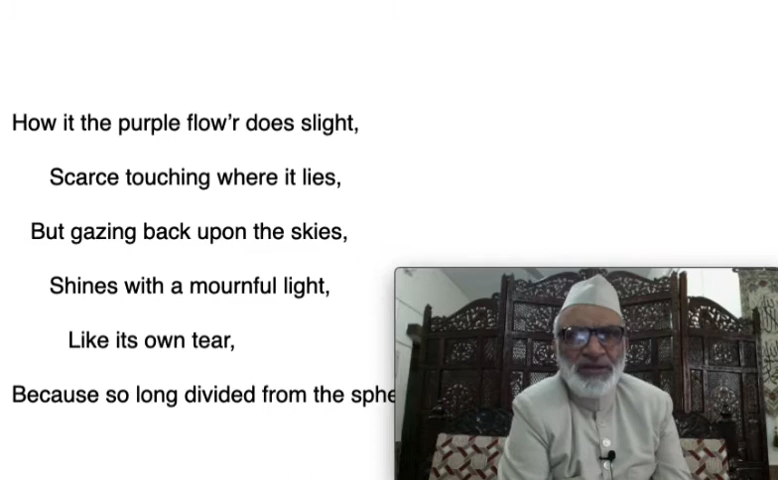 How it the purple flow'r does slight,
Scarce touching where it lies,
But gazing back upon the skies,
Shines with a mournful light,
Like its own tear,
Because so long divided from the sphe